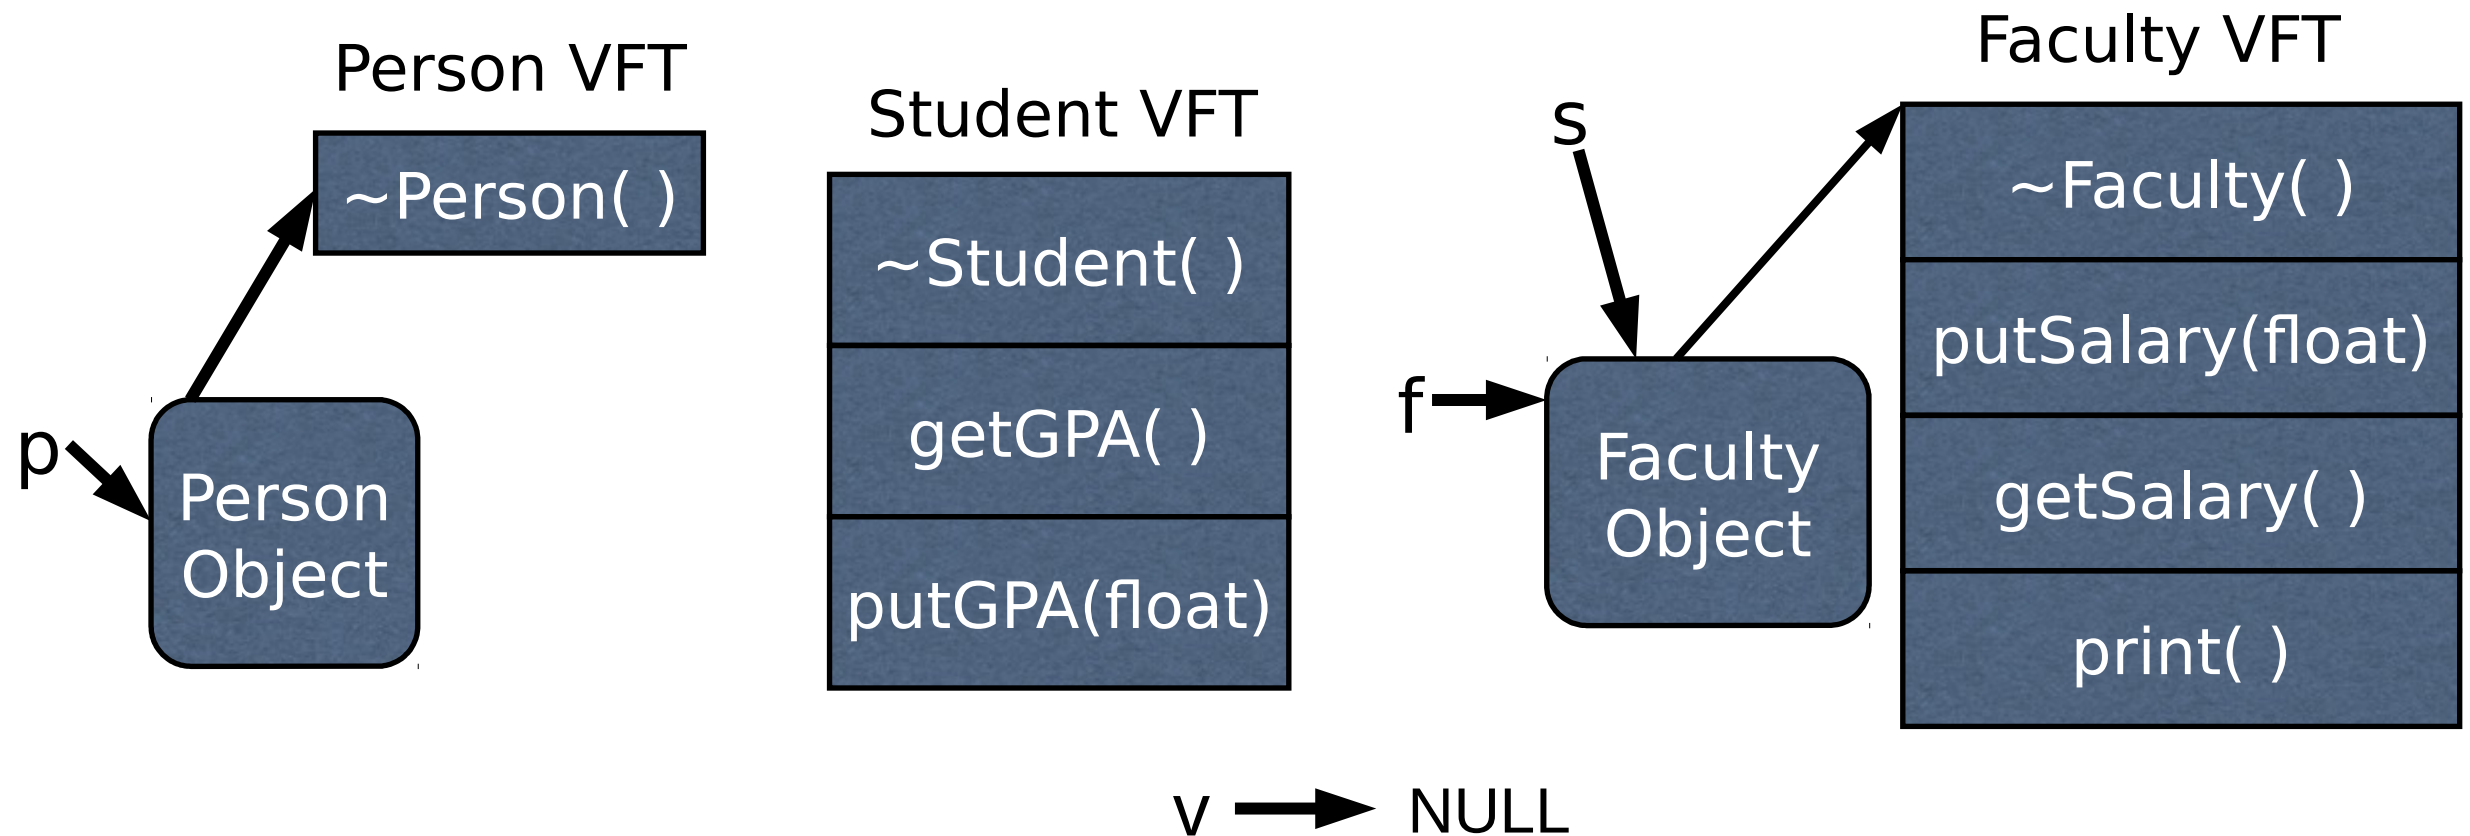 Person VFT
~Person( )
p
Person
Object
Student VFT
~Student( )
getGPA( )
putGPA(float)
s
f
Faculty
Object
Faculty VFT
~Faculty( )
putSalary(float)
getSalary( )
print( )
v
NULL